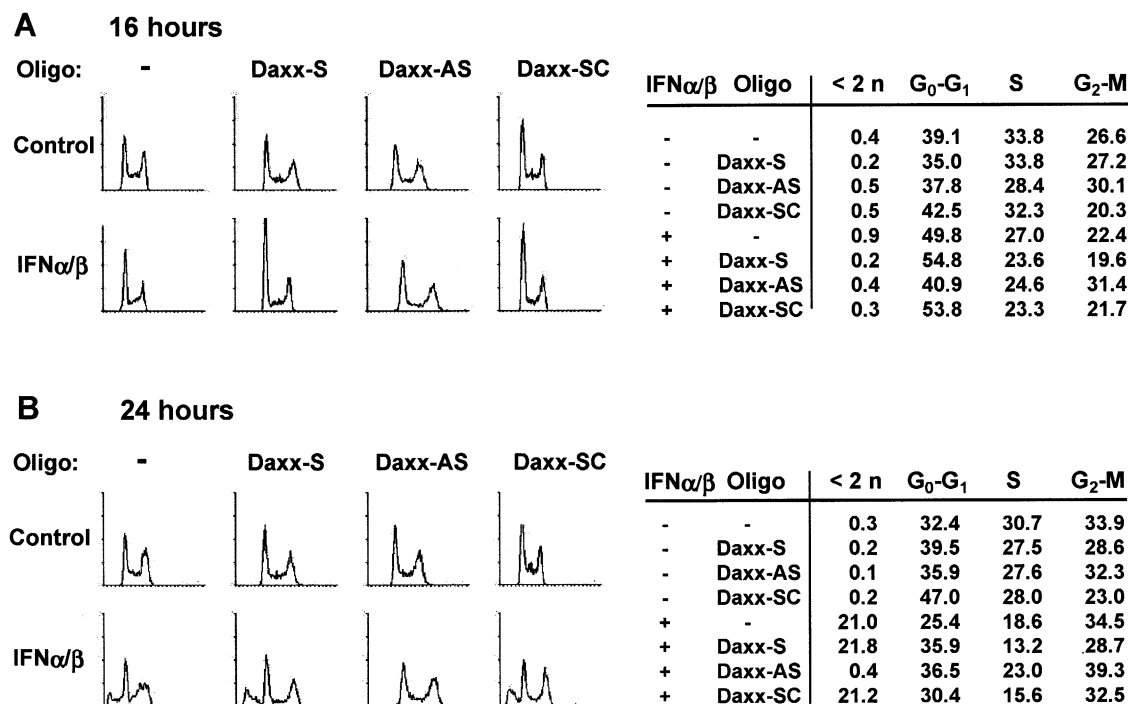 A 16 hours
Oligo: - Daxx-S Daxx-AS Daxx-SC
Control
IFNα/β
IFNα/β Oligo < 2 n G0-G1 S G2-M
- - 0.4 39.1 33.8 26.6
- Daxx-S 0.2 35.0 33.8 27.2
- Daxx-AS 0.5 37.8 28.4 30.1
- Daxx-SC 0.5 42.5 32.3 20.3
+ - 0.9 49.8 27.0 22.4
+ Daxx-S 0.2 54.8 23.6 19.6
+ Daxx-AS 0.4 40.9 24.6 31.4
+ Daxx-SC 0.3 53.8 23.3 21.7
B 24 hours
Oligo: - Daxx-S Daxx-AS Daxx-SC
Control
IFNα/β
IFNα/β Oligo < 2 n G0-G1 S G2-M
- - 0.3 32.4 30.7 33.9
- Daxx-S 0.2 39.5 27.5 28.6
- Daxx-AS 0.1 35.9 27.6 32.3
- Daxx-SC 0.2 47.0 28.0 23.0
+ - 21.0 25.4 18.6 34.5
+ Daxx-S 21.8 35.9 13.2 28.7
+ Daxx-AS 0.4 36.5 23.0 39.3
+ Daxx-SC 21.2 30.4 15.6 32.5